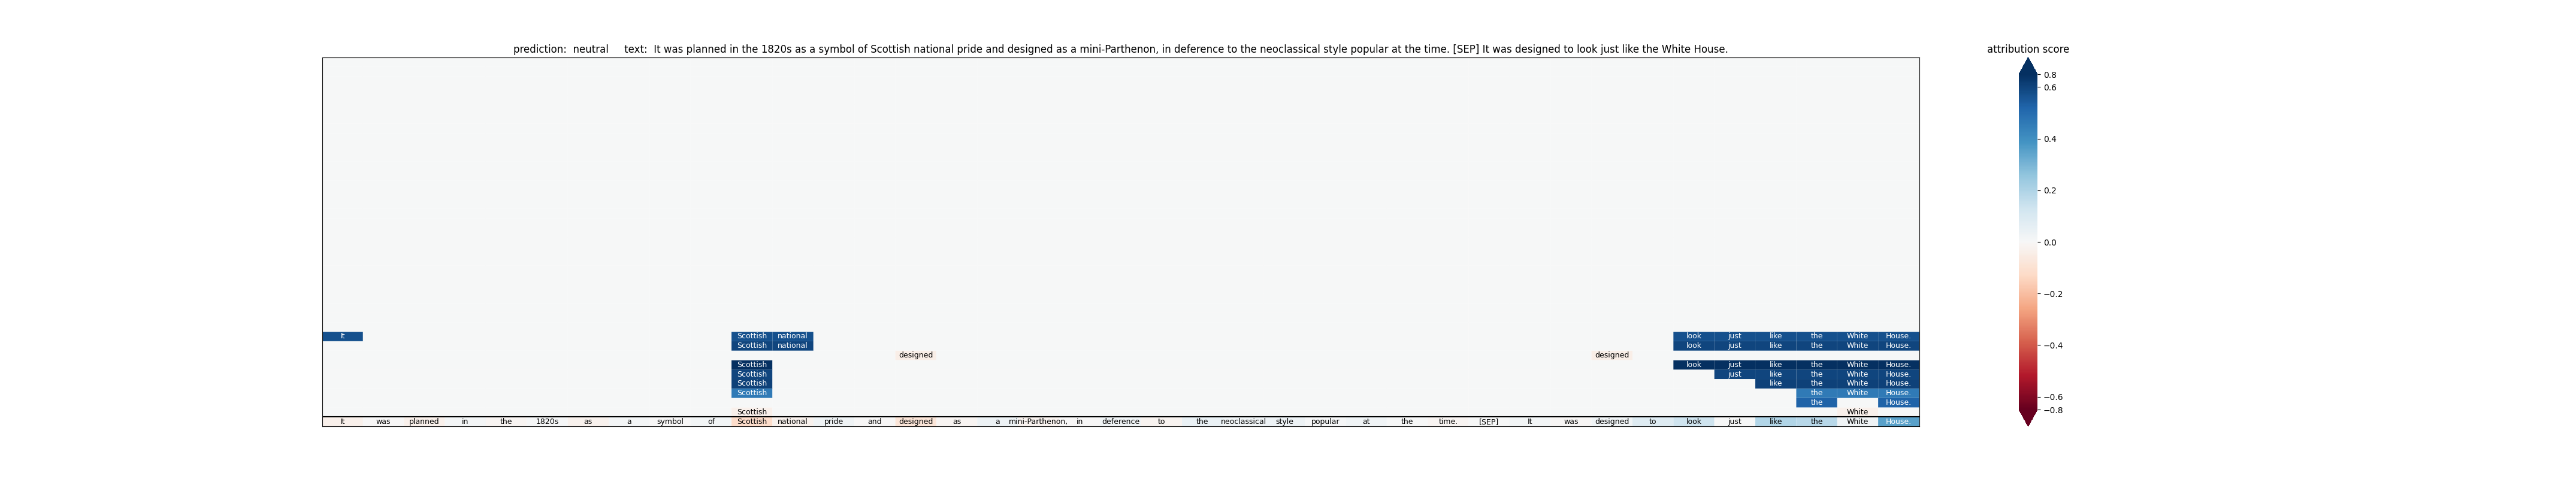 prediction:  neutral     text:  It was planned in the 1820s as a symbol of Scottish national pride and designed as a mini-Parthenon, in deference to the neoclassical style popular at the time. [SEP] It was designed to look just like the White House.
attribution score
0.8
0.6
0.4
0.2
0.0
−0.2
−0.4
−0.6
−0.8
It Scottish national look just like the White House.
Scottish national look just like the White House.
designed designed
Scottish look just like the White House.
Scottish just like the White House.
Scottish like the White House.
Scottish the White House.
the House.
Scottish White
It was planned in the 1820s as a symbol of Scottish national pride and designed as a mini-Parthenon, in deference to the neoclassical style popular at the time. [SEP] It was designed to look just like the White House.